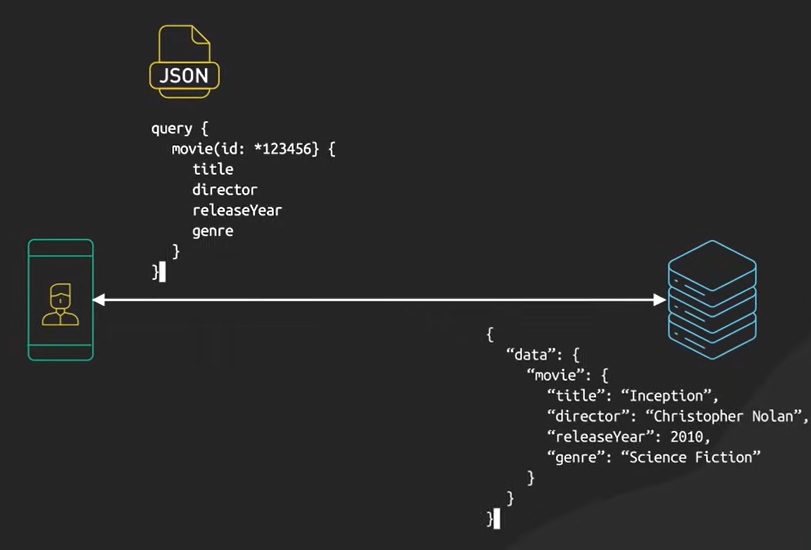 JSON
query {
movie(id: *123456} {
title
director
releaseYear
genre
}
}
{
“data”: {
“movie”: {
“title”: “Inception”,
“director”: “Christopher Nolan”,
“releaseYear”: 2010,
“genre”: “Science Fiction”
}
}
}